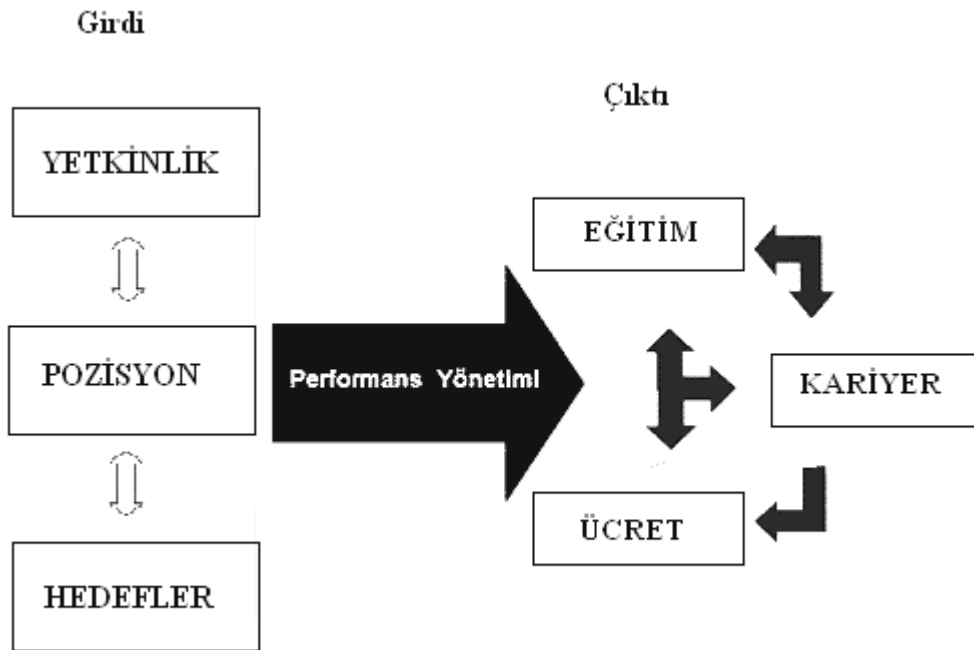 Girdi
Çıktı
YETKİNLİK
EĞİTİM
POZİSYON
Performans Yönetimi
KARİYER
ÜCRET
HEDEFLER